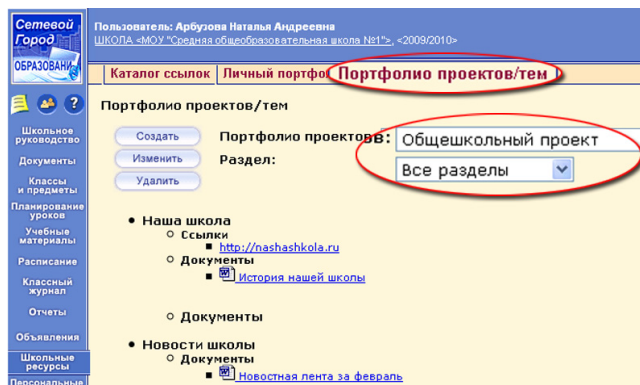 Сетевой
Город
ОБРАЗОВАНИ
Пользователь: Арбузова Наталья Андреевна
ШКОЛА <МОУ "Средняя общеобразовательная школа №1">, <2009/2010>
Каталог ссылок Личный портфо Портфолио проектов/тем
Портфолио проектов/тем
Создать
Портфолио проектовв: Общешкольный проект
Изменить
Раздел: Все разделы
Удалить
Школьное
руководство
Документы
Классы
и предметы
Планирование
уроков
Учебные
материалы
Расписание
Классный
журнал
Отчеты
Объявления
Школьные
ресурсы
Персональные
Наша школа
Ссылки
http://nashashkola.ru
Документы
История нашей школы
Документы
Новости школы
Документы
Новостная лента за февраль